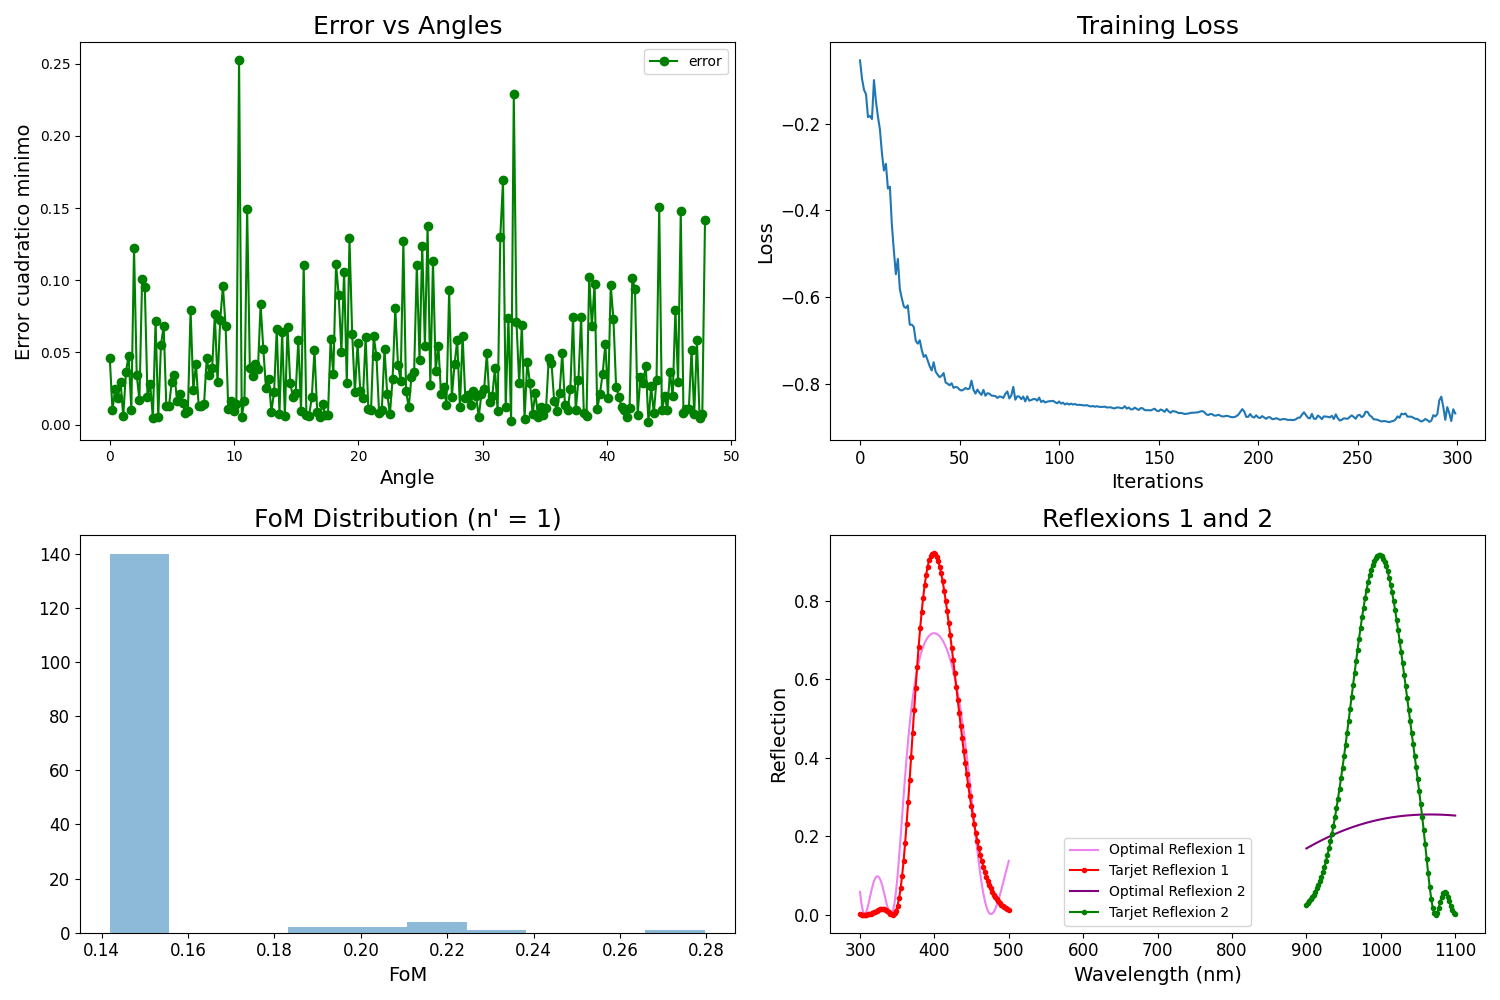 Error vs Angles
error
0.25
0.20
0.15
0.10
0.05
0.00
Error cuadratico minimo
0 10 20 30 40 50
Angle
Training Loss
−0.2
−0.4
−0.6
−0.8
Loss
0 50 100 150 200 250 300
Iterations
FoM Distribution (n' = 1)
140
120
100
80
60
40
20
0
0.14 0.16 0.18 0.20 0.22 0.24 0.26 0.28
FoM
Reflexions 1 and 2
0.8
0.6
0.4
0.2
0.0
Reflection
Optimal Reflexion 1
Tarjet Reflexion 1
Optimal Reflexion 2
Tarjet Reflexion 2
300 400 500 600 700 800 900 1000 1100
Wavelength (nm)